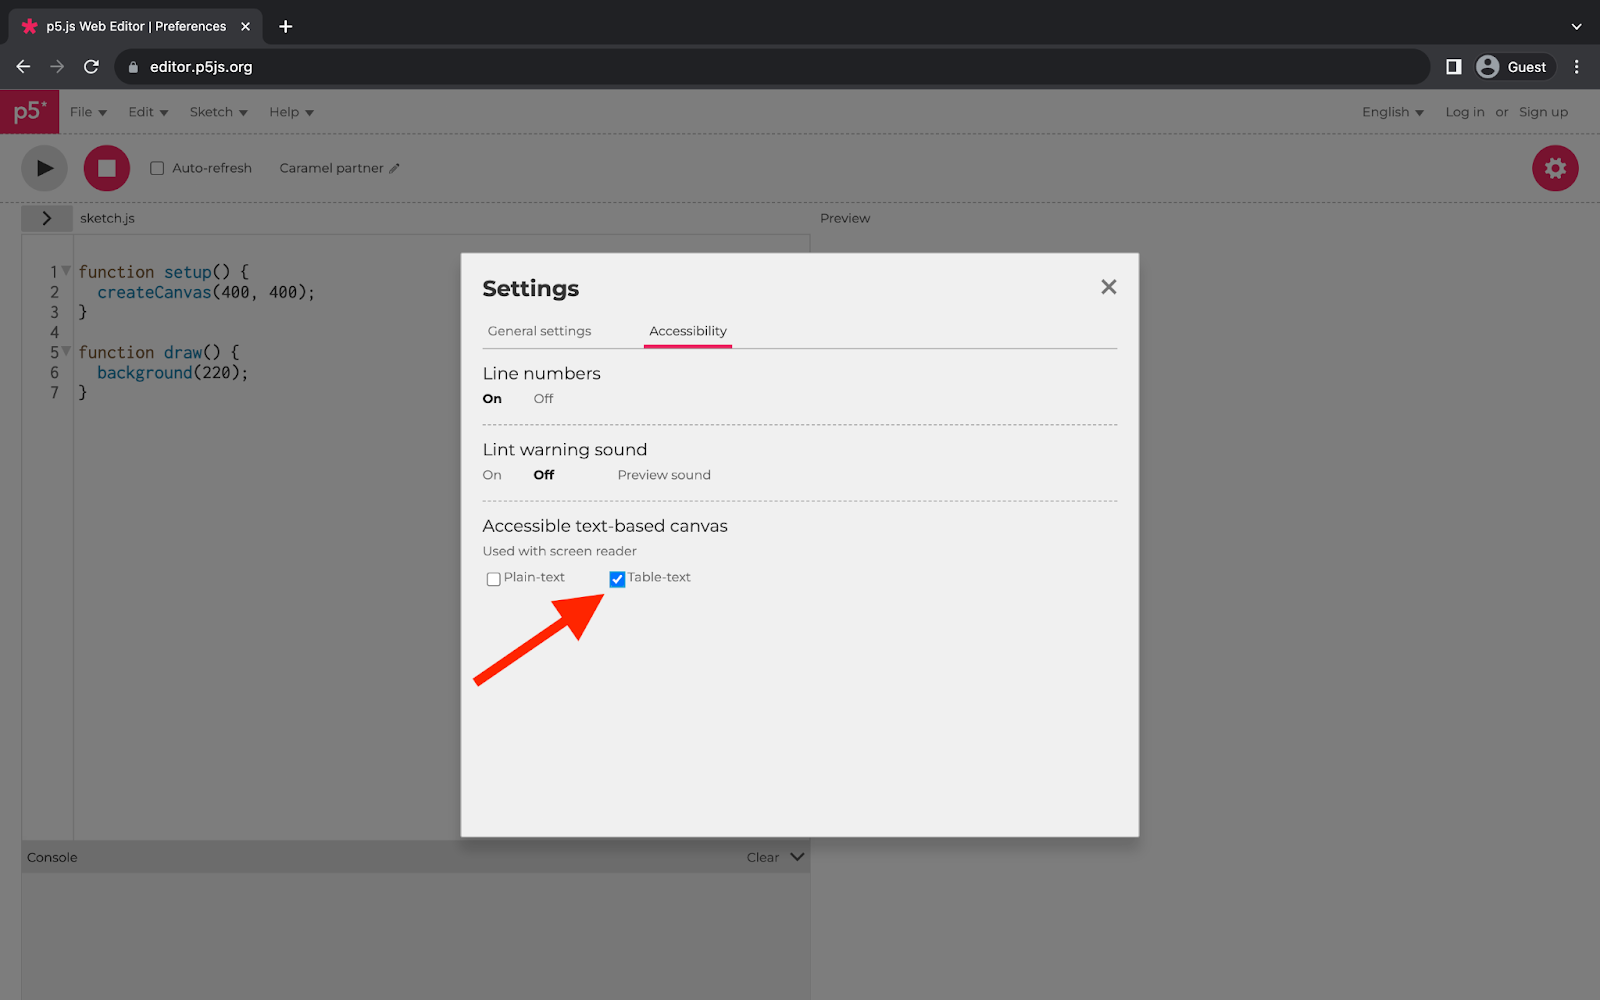 p5.js Web Editor | Preferences
editor.p5js.org
Guest
p5*
File
Edit
Sketch
Help
English
Log in or Sign up
Auto-refresh
Caramel partner
sketch.js
Preview
1 function setup() {
2 createCanvas(400, 400);
3 }
4
5 function draw() {
6 background(220);
7 }
Settings
General settings
Accessibility
Line numbers
On Off
Lint warning sound
On Off Preview sound
Accessible text-based canvas
Used with screen reader
Plain-text Table-text
Console
Clear